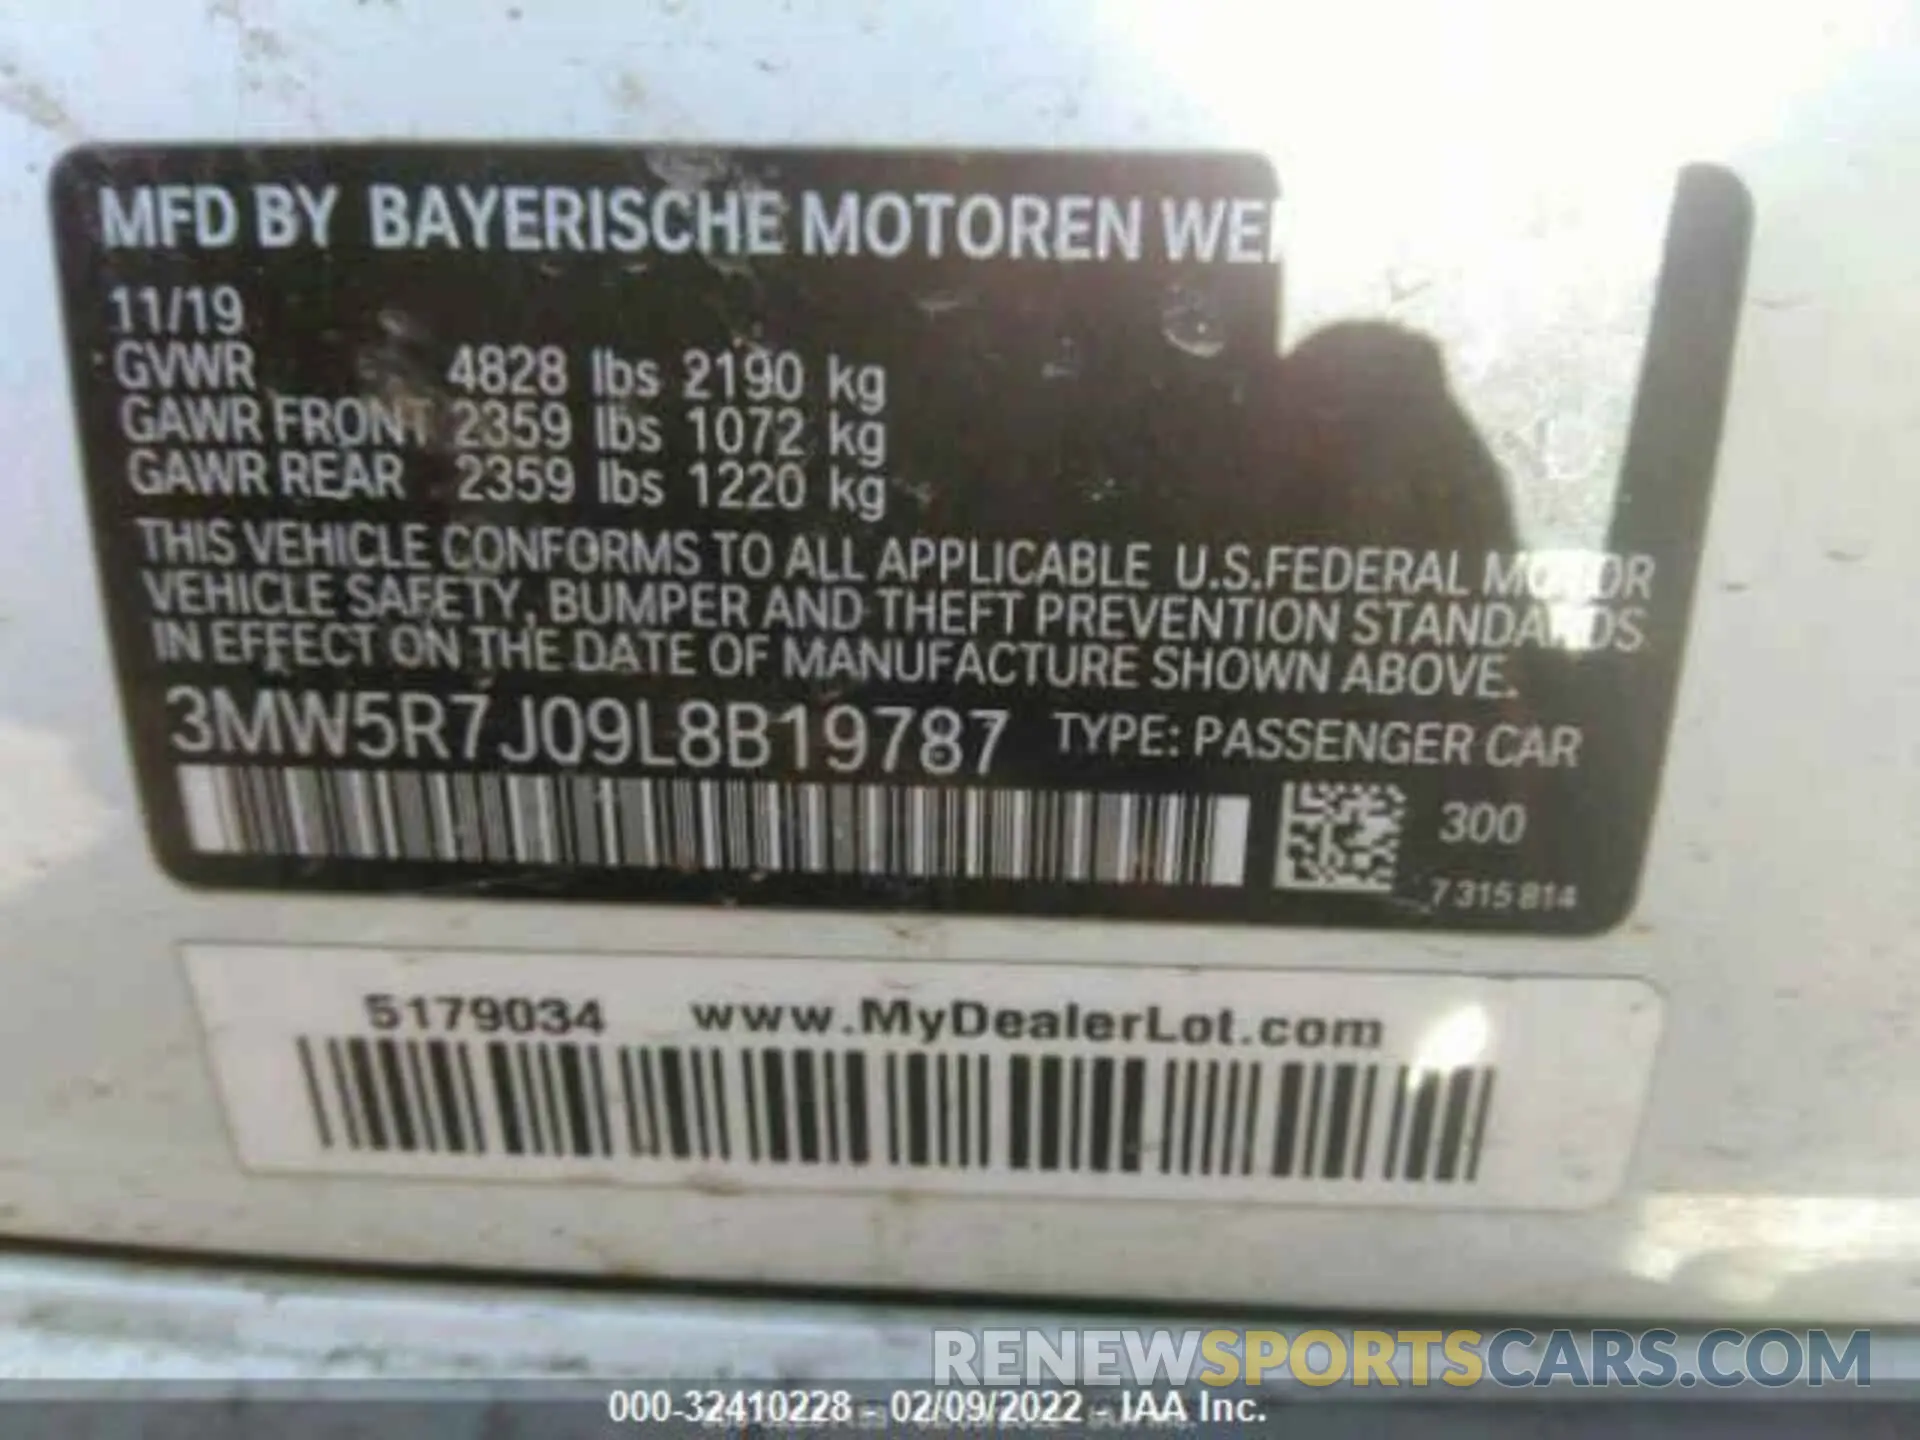 MFD BY BAYERISCHE MOTOREN WE
11/19
GVWR 4828 lbs 2190 kg
GAWR FRONT 2359 lbs 1072 kg
GAWR REAR 2359 lbs 1220 kg
THIS VEHICLE CONFORMS TO ALL APPLICABLE U.S.FEDERAL MOTOR
VEHICLE SAFETY, BUMPER AND THEFT PREVENTION STANDARDS
IN EFFECT ON THE DATE OF MANUFACTURE SHOWN ABOVE.
3MW5R7J09L8B19787 TYPE: PASSENGER CAR
300
7 315 814
5179034 www.MyDealerLot.com
RENEWSPORTSCARS.COM
000-32410228 - 02/09/2022 - IAA Inc.